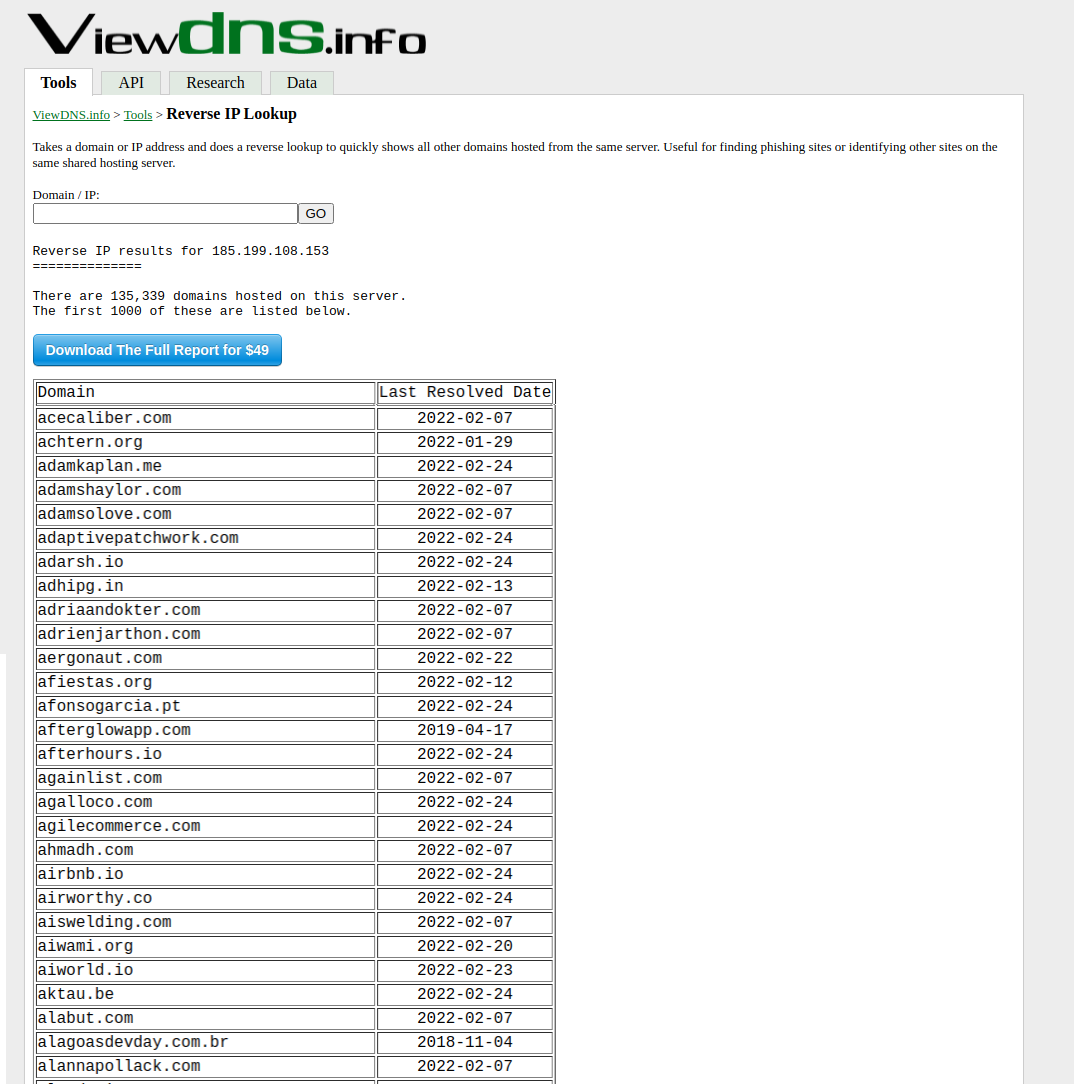 Viewdns.info
Tools API Research Data
ViewDNS.info > Tools > Reverse IP Lookup
Takes a domain or IP address and does a reverse lookup to quickly shows all other domains hosted from the same server. Useful for finding phishing sites or identifying other sites on the
same shared hosting server.
Domain / IP:
GO
Reverse IP results for 185.199.108.153
==============
There are 135,339 domains hosted on this server.
The first 1000 of these are listed below.
Download The Full Report for $49
Domain Last Resolved Date
acecaliber.com 2022-02-07
achtern.org 2022-01-29
adamkaplan.me 2022-02-24
adamshaylor.com 2022-02-07
adamsolove.com 2022-02-07
adaptivepatchwork.com 2022-02-24
adarsh.io 2022-02-24
adhipg.in 2022-02-13
adriaandokter.com 2022-02-07
adrienjarthon.com 2022-02-07
aergonaut.com 2022-02-22
afiestas.org 2022-02-12
afonsogarcia.pt 2022-02-24
afterglowapp.com 2019-04-17
afterhours.io 2022-02-24
againlist.com 2022-02-07
agalloco.com 2022-02-24
agilecommerce.com 2022-02-24
ahmadh.com 2022-02-07
airbnb.io 2022-02-24
airworthy.co 2022-02-24
aiswelding.com 2022-02-07
aiwami.org 2022-02-20
aiworld.io 2022-02-23
aktau.be 2022-02-24
alabut.com 2022-02-07
alagoasdevday.com.br 2018-11-04
alannapollack.com 2022-02-07